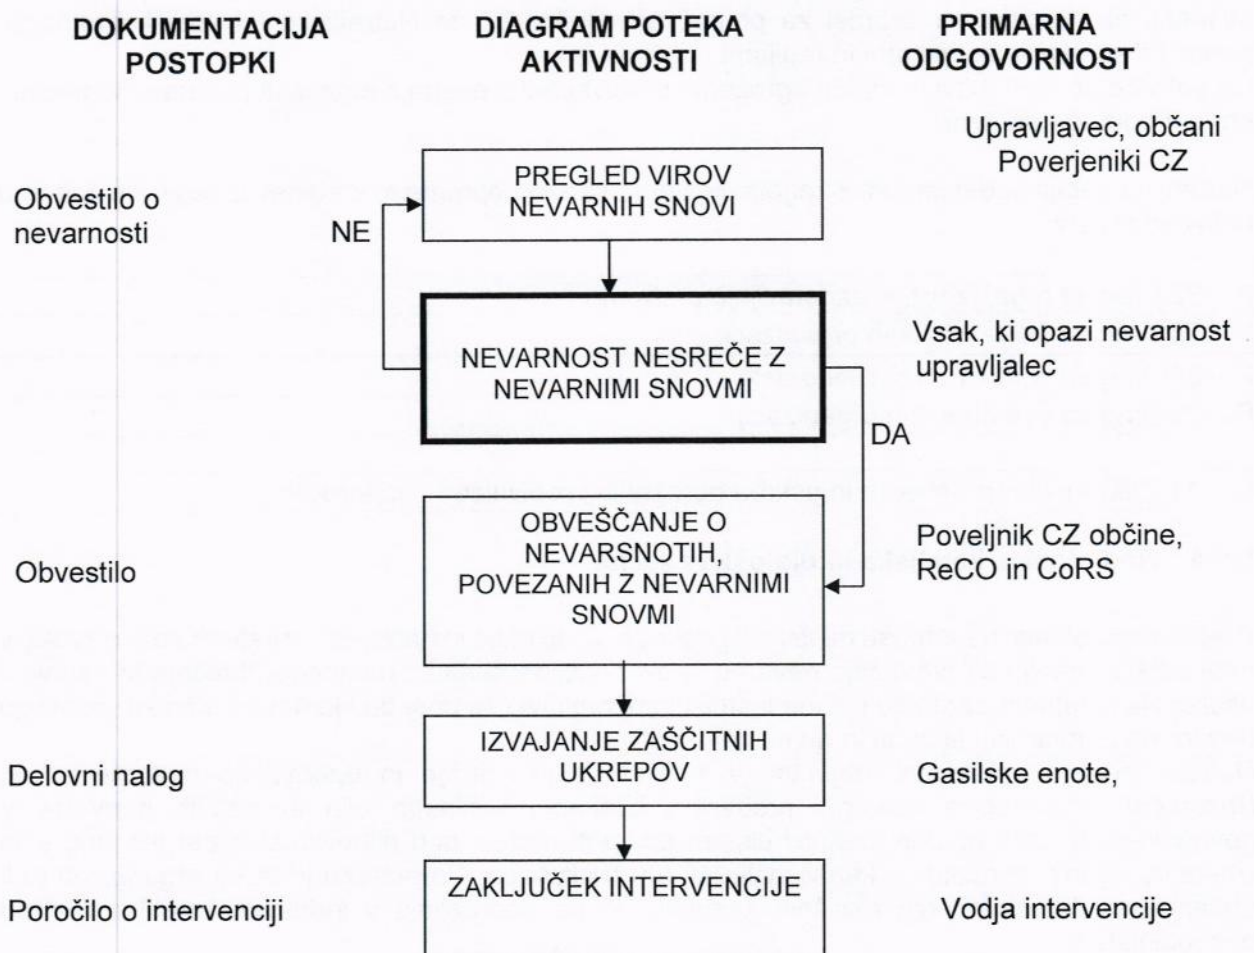 DOKUMENTACIJA
POSTOPKI
DIAGRAM POTEKA
AKTIVNOSTI
PRIMARNA
ODGOVORNOST
Upravljavec, občani
Poverjeniki CZ
PREGLED VIROV
NEVARNIH SNOVI
Obvestilo o
nevarnosti
NE
NEVARNOST NESREČE Z
NEVARNIMI SNOVMI
Vsak, ki opazi nevarnost
upravljalec
DA
OBVEŠČANJE O
NEVARSNOTIH,
POVEZANIH Z NEVARNIMI
SNOVMI
Poveljnik CZ občine,
ReCO in CoRS
Obvestilo
IZVAJANJE ZAŠČITNIH
UKREPOV
Delovni nalog
Gasilske enote,
ZAKLJUČEK INTERVENCIJE
Poročilo o intervenciji
Vodja intervencije